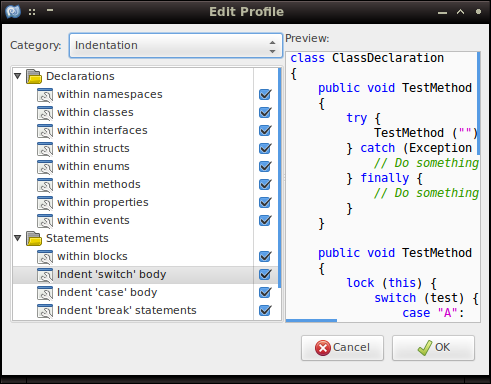 Edit Profile
Category: Indentation
Declarations
within namespaces
within classes
within interfaces
within structs
within enums
within methods
within properties
within events
Statements
within blocks
Indent 'switch' body
Indent 'case' body
Indent 'break' statements
Preview:
class ClassDeclaration
{
    public void TestMethod
    {
        try {
            TestMethod ("")
        } catch (Exception
            // Do something
        } finally {
            // Do something
        }
    }

    public void TestMethod
    {
        lock (this) {
            switch (test) {
                case "A":
Cancel
OK